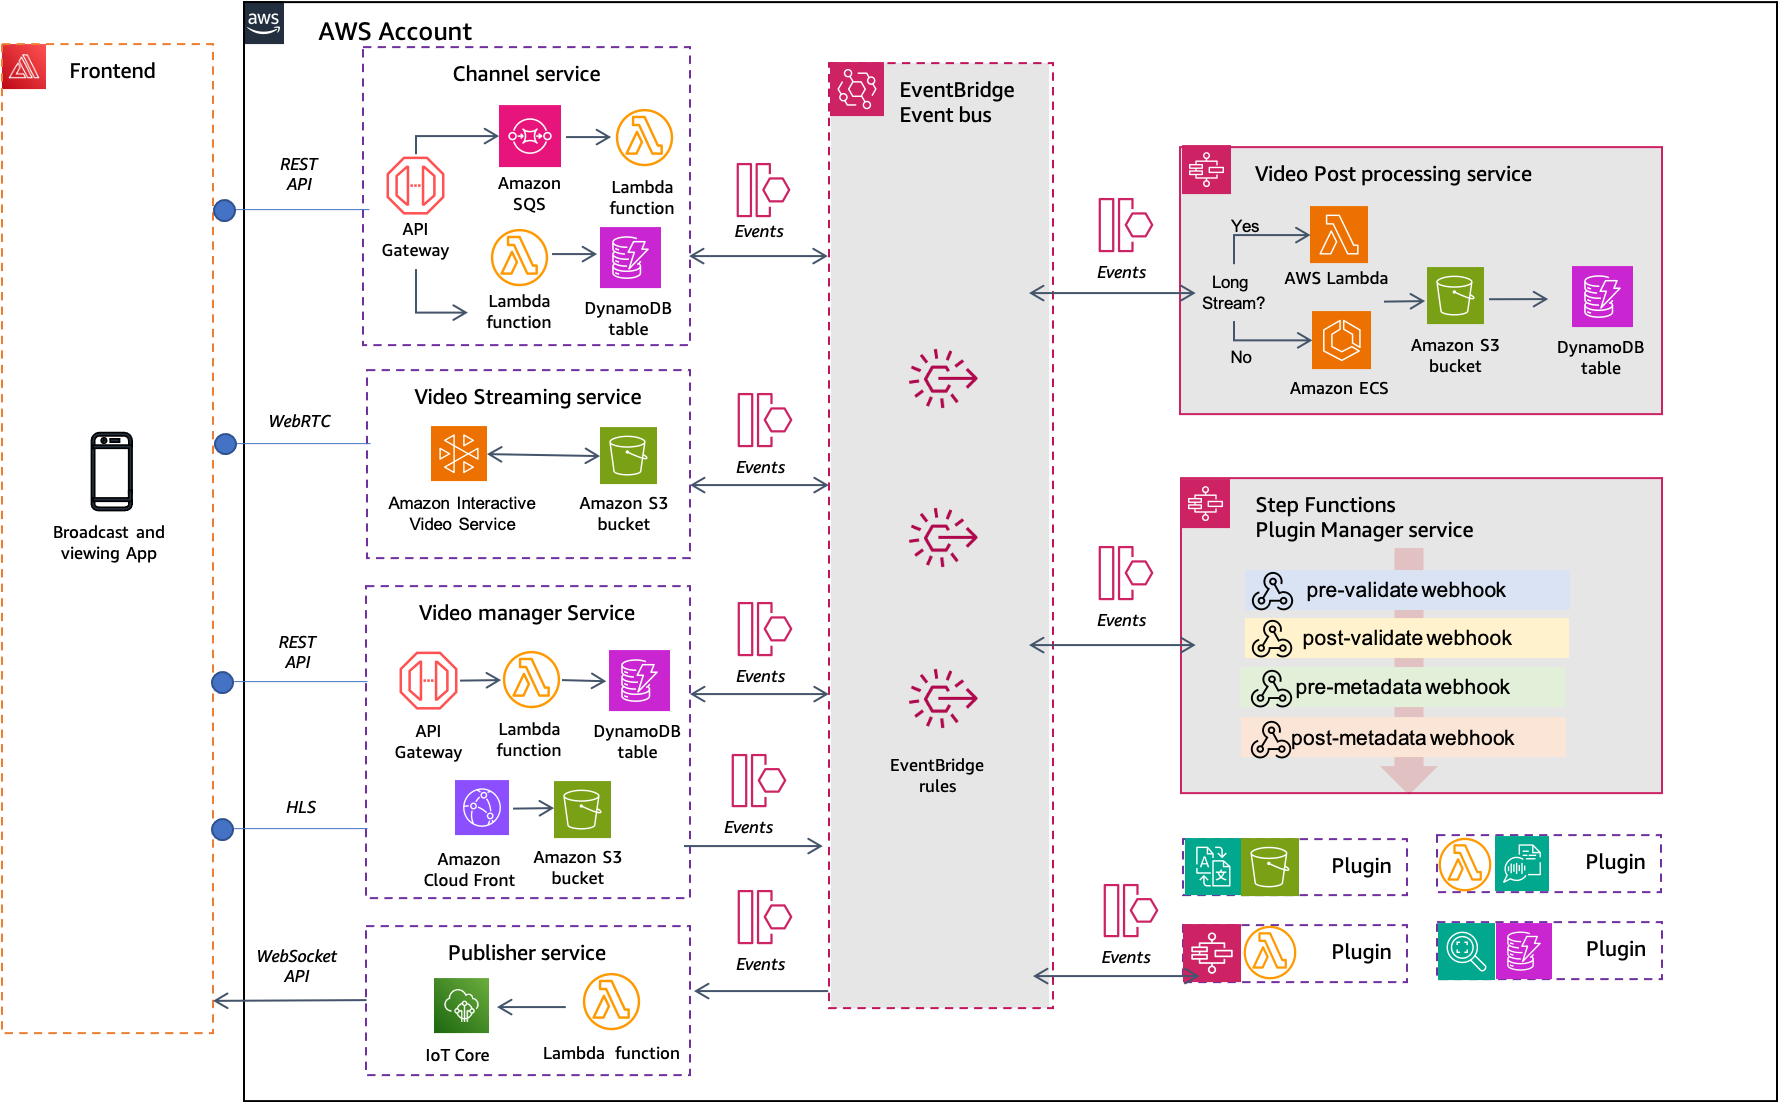 aws
AWS Account
Frontend
Broadcast and
viewing App
REST
API
WebRTC
REST
API
HLS
WebSocket
API
Channel service
Amazon
SQS
Lambda
function
API
Gateway
Lambda
function
DynamoDB
table
Video Streaming service
Amazon Interactive
Video Service
Amazon S3
bucket
Video manager Service
API
Gateway
Lambda
function
DynamoDB
table
Amazon
Cloud Front
Amazon S3
bucket
Publisher service
IoT Core
Lambda function
Events
Events
Events
Events
Events
EventBridge
Event bus
EventBridge
rules
Events
Events
Events
Video Post processing service
Yes
Long
Stream?
No
AWS Lambda
Amazon ECS
Amazon S3
bucket
DynamoDB
table
Step Functions
Plugin Manager service
pre-validate webhook
post-validate webhook
pre-metadata webhook
post-metadata webhook
Plugin
Plugin
Plugin
Plugin